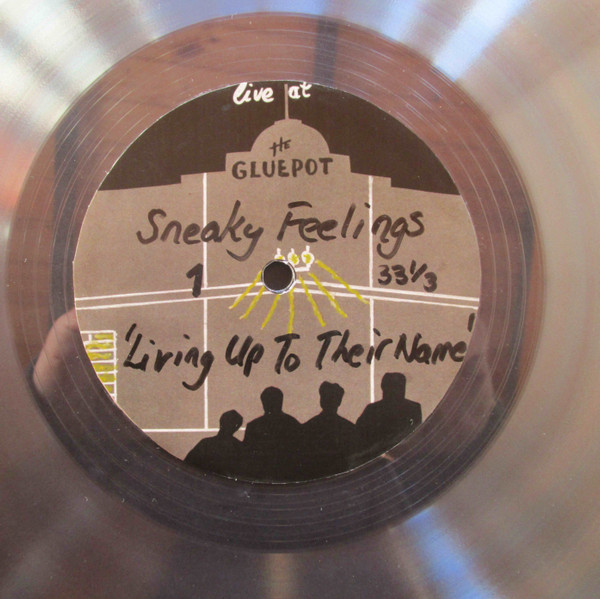 live at
the
GLUEPOT
Sneaky Feelings
1 33⅓
'Living Up To Their Name'